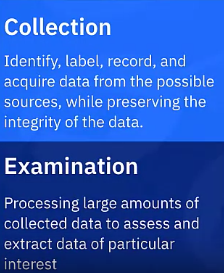 Collection
Identify, label, record, and
acquire data from the possible
sources, while preserving the
integrity of the data.
Examination
Processing large amounts of
collected data to assess and
extract data of particular
interest